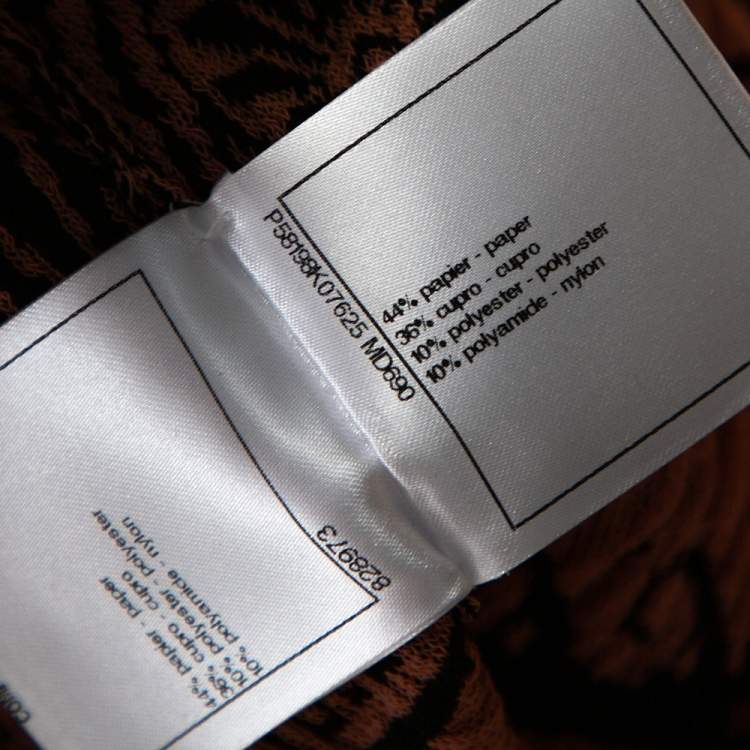 P58198K07625 MD690
44% papier - paper
36% cupro - cupro
10% polyester - polyester
10% polyamide - nylon
828973
44% papier - paper
36% cupro - cupro
10% polyester - polyester
10% polyamide - nylon